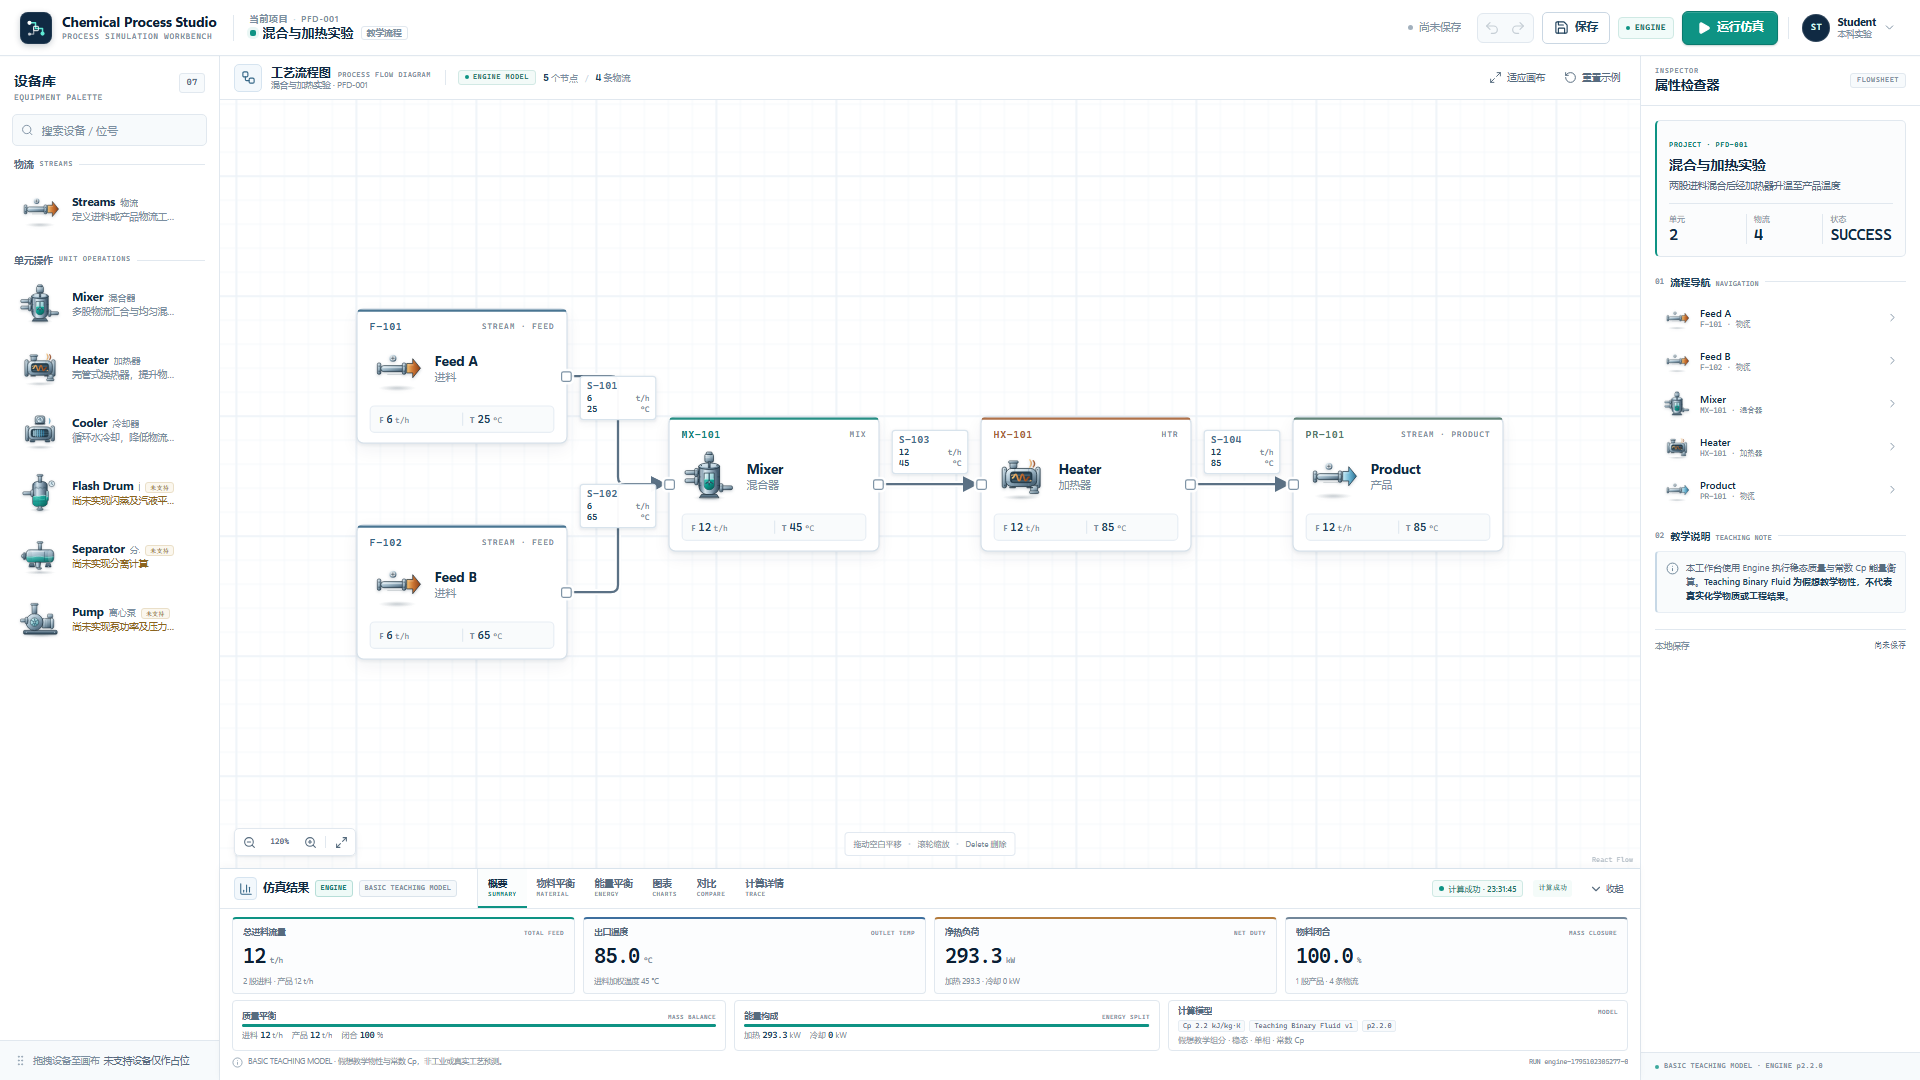 Chemical Process Studio
PROCESS SIMULATION WORKBENCH
当前项目 · PFD-001
混合与加热实验 教学流程
尚未保存
保存
ENGINE
运行仿真
ST
Student
本科实验
设备库
EQUIPMENT PALETTE
07
搜索设备 / 位号
物流 STREAMS
Streams 物流
定义进料或产品物流工...
单元操作 UNIT OPERATIONS
Mixer 混合器
多股物流汇合与均匀混...
Heater 加热器
壳管式换热器，提升物...
Cooler 冷却器
循环水冷却，降低物流...
Flash Drum 未支持
尚未实现闪蒸及汽液平...
Separator 分 未支持
尚未实现分离计算
Pump 离心泵 未支持
尚未实现泵功率及压力...
拖拽设备至画布 未支持设备仅作占位
工艺流程图 PROCESS FLOW DIAGRAM
混合与加热实验 · PFD-001
ENGINE MODEL
5 个节点 / 4 条物流
适应画布
重置示例
F-101 STREAM · FEED
Feed A
进料
F 6 t/h T 25 °C
S-101
6 t/h
25 °C
F-102 STREAM · FEED
Feed B
进料
F 6 t/h T 65 °C
S-102
6 t/h
65 °C
MX-101 MIX
Mixer
混合器
F 12 t/h T 45 °C
S-103
12 t/h
45 °C
HX-101 HTR
Heater
加热器
F 12 t/h T 85 °C
S-104
12 t/h
85 °C
PR-101 STREAM · PRODUCT
Product
产品
F 12 t/h T 85 °C
120%
拖动空白平移 · 滚轮缩放 · Delete 删除
React Flow
仿真结果 ENGINE BASIC TEACHING MODEL
概要
SUMMARY
物料平衡
MATERIAL
能量平衡
ENERGY
图表
CHARTS
对比
COMPARE
计算详情
TRACE
计算成功 · 23:31:45
计算成功
收起
总进料流量 TOTAL FEED
12 t/h
2 股进料 · 产品 12 t/h
出口温度 OUTLET TEMP
85.0 °C
进料加权温度 45 °C
净热负荷 NET DUTY
293.3 kW
加热 293.3 · 冷却 0 kW
物料闭合 MASS CLOSURE
100.0 %
1 股产品 · 4 条物流
质量平衡 MASS BALANCE
进料 12 t/h 产品 12 t/h 闭合 100 %
能量构成 ENERGY SPLIT
加热 293.3 kW 冷却 0 kW
计算模型 MODEL
Cp 2.2 kJ/kg·K Teaching Binary Fluid v1 p2.2.0
假想教学组分 · 稳态 · 单相 · 常数 Cp
BASIC TEACHING MODEL · 假想教学物性与常数 Cp，非工业或真实工艺预测。
RUN engine-1795102305277-0
INSPECTOR
属性检查器
FLOWSHEET
PROJECT · PFD-001
混合与加热实验
两股进料混合后经加热器升温至产品温度
单元
2
物流
4
状态
SUCCESS
01 流程导航 NAVIGATION
Feed A
F-101 · 物流
Feed B
F-102 · 物流
Mixer
MX-101 · 混合器
Heater
HX-101 · 加热器
Product
PR-101 · 物流
02 教学说明 TEACHING NOTE
本工作台使用 Engine 执行稳态质量与常数 Cp 能量衡
算。Teaching Binary Fluid 为假想教学物性，不代表
真实化学物质或工程结果。
本地保存 尚未保存
BASIC TEACHING MODEL · ENGINE p2.2.0